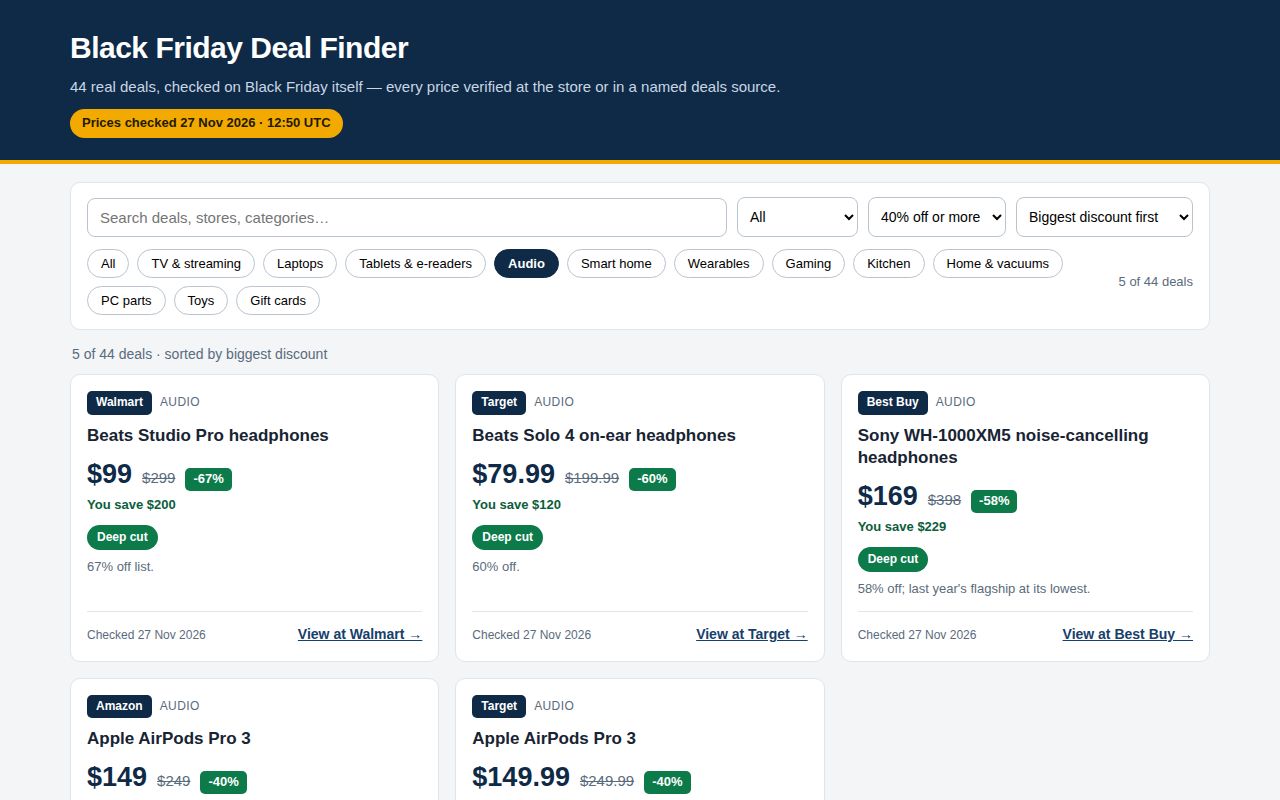 Black Friday Deal Finder
44 real deals, checked on Black Friday itself — every price verified at the store or in a named deals source.
Prices checked 27 Nov 2026 · 12:50 UTC
Search deals, stores, categories…
All
40% off or more
Biggest discount first
All
TV & streaming
Laptops
Tablets & e-readers
Audio
Smart home
Wearables
Gaming
Kitchen
Home & vacuums
PC parts
Toys
Gift cards
5 of 44 deals
5 of 44 deals · sorted by biggest discount
Walmart AUDIO
Beats Studio Pro headphones
$99 $299 -67%
You save $200
Deep cut
67% off list.
Checked 27 Nov 2026 View at Walmart →
Target AUDIO
Beats Solo 4 on-ear headphones
$79.99 $199.99 -60%
You save $120
Deep cut
60% off.
Checked 27 Nov 2026 View at Target →
Best Buy AUDIO
Sony WH-1000XM5 noise-cancelling
headphones
$169 $398 -58%
You save $229
Deep cut
58% off; last year's flagship at its lowest.
Checked 27 Nov 2026 View at Best Buy →
Amazon AUDIO
Apple AirPods Pro 3
$149 $249 -40%
Target AUDIO
Apple AirPods Pro 3
$149.99 $249.99 -40%